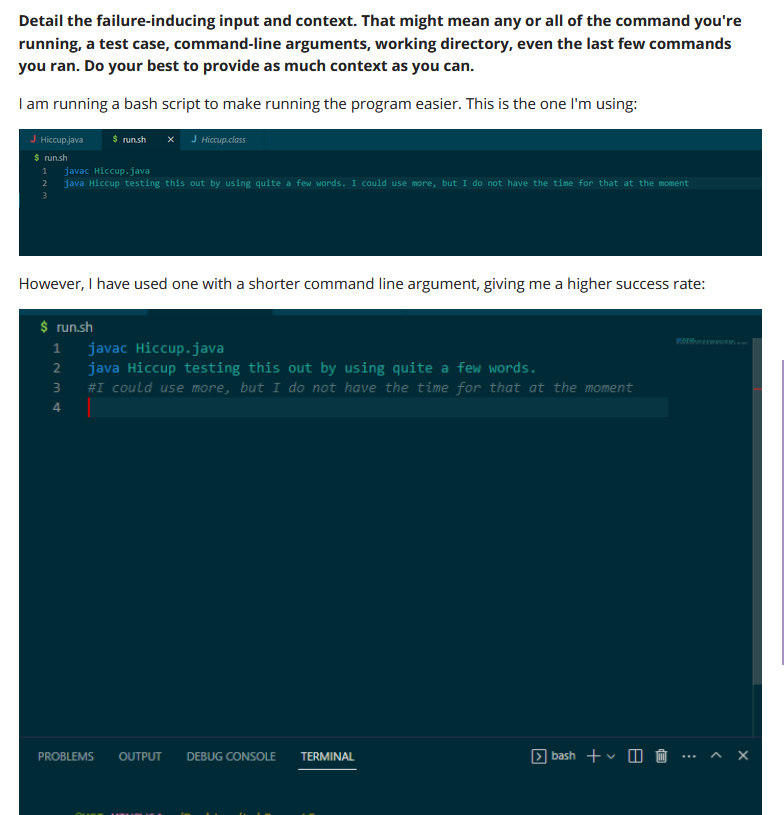 Detail the failure-inducing input and context. That might mean any or all of the command you're
running, a test case, command-line arguments, working directory, even the last few commands
you ran. Do your best to provide as much context as you can.
I am running a bash script to make running the program easier. This is the one I'm using:
J Hiccup.java $ run.sh × J Hiccup.class
$ run.sh
1 javac Hiccup.java
2 java Hiccup testing this out by using quite a few words. I could use more, but I do not have the time for that at the moment
3
However, I have used one with a shorter command line argument, giving me a higher success rate:
$ run.sh
1 javac Hiccup.java
2 java Hiccup testing this out by using quite a few words.
3 #I could use more, but I do not have the time for that at the moment
4
PROBLEMS OUTPUT DEBUG CONSOLE TERMINAL bash